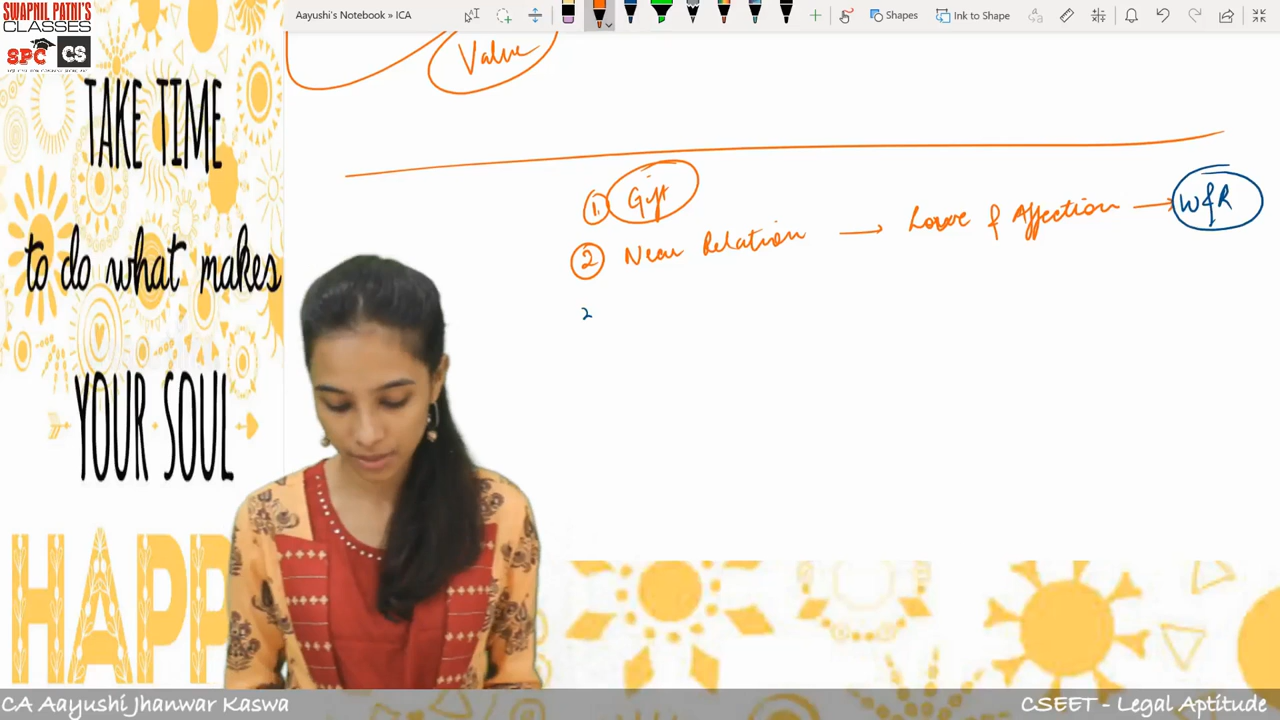 SWAPNIL PATNI'S
CLASSES
SPC CS
Aayushi's Notebook » ICA
Shapes
Ink to Shape
TAKE TIME
to do what makes
YOUR SOUL
HAPP
Value
1. Gift
2 Near Relation → Love & Affection → W & R
2
CA Aayushi Jhanwar Kaswa
CSEET - Legal Aptitude